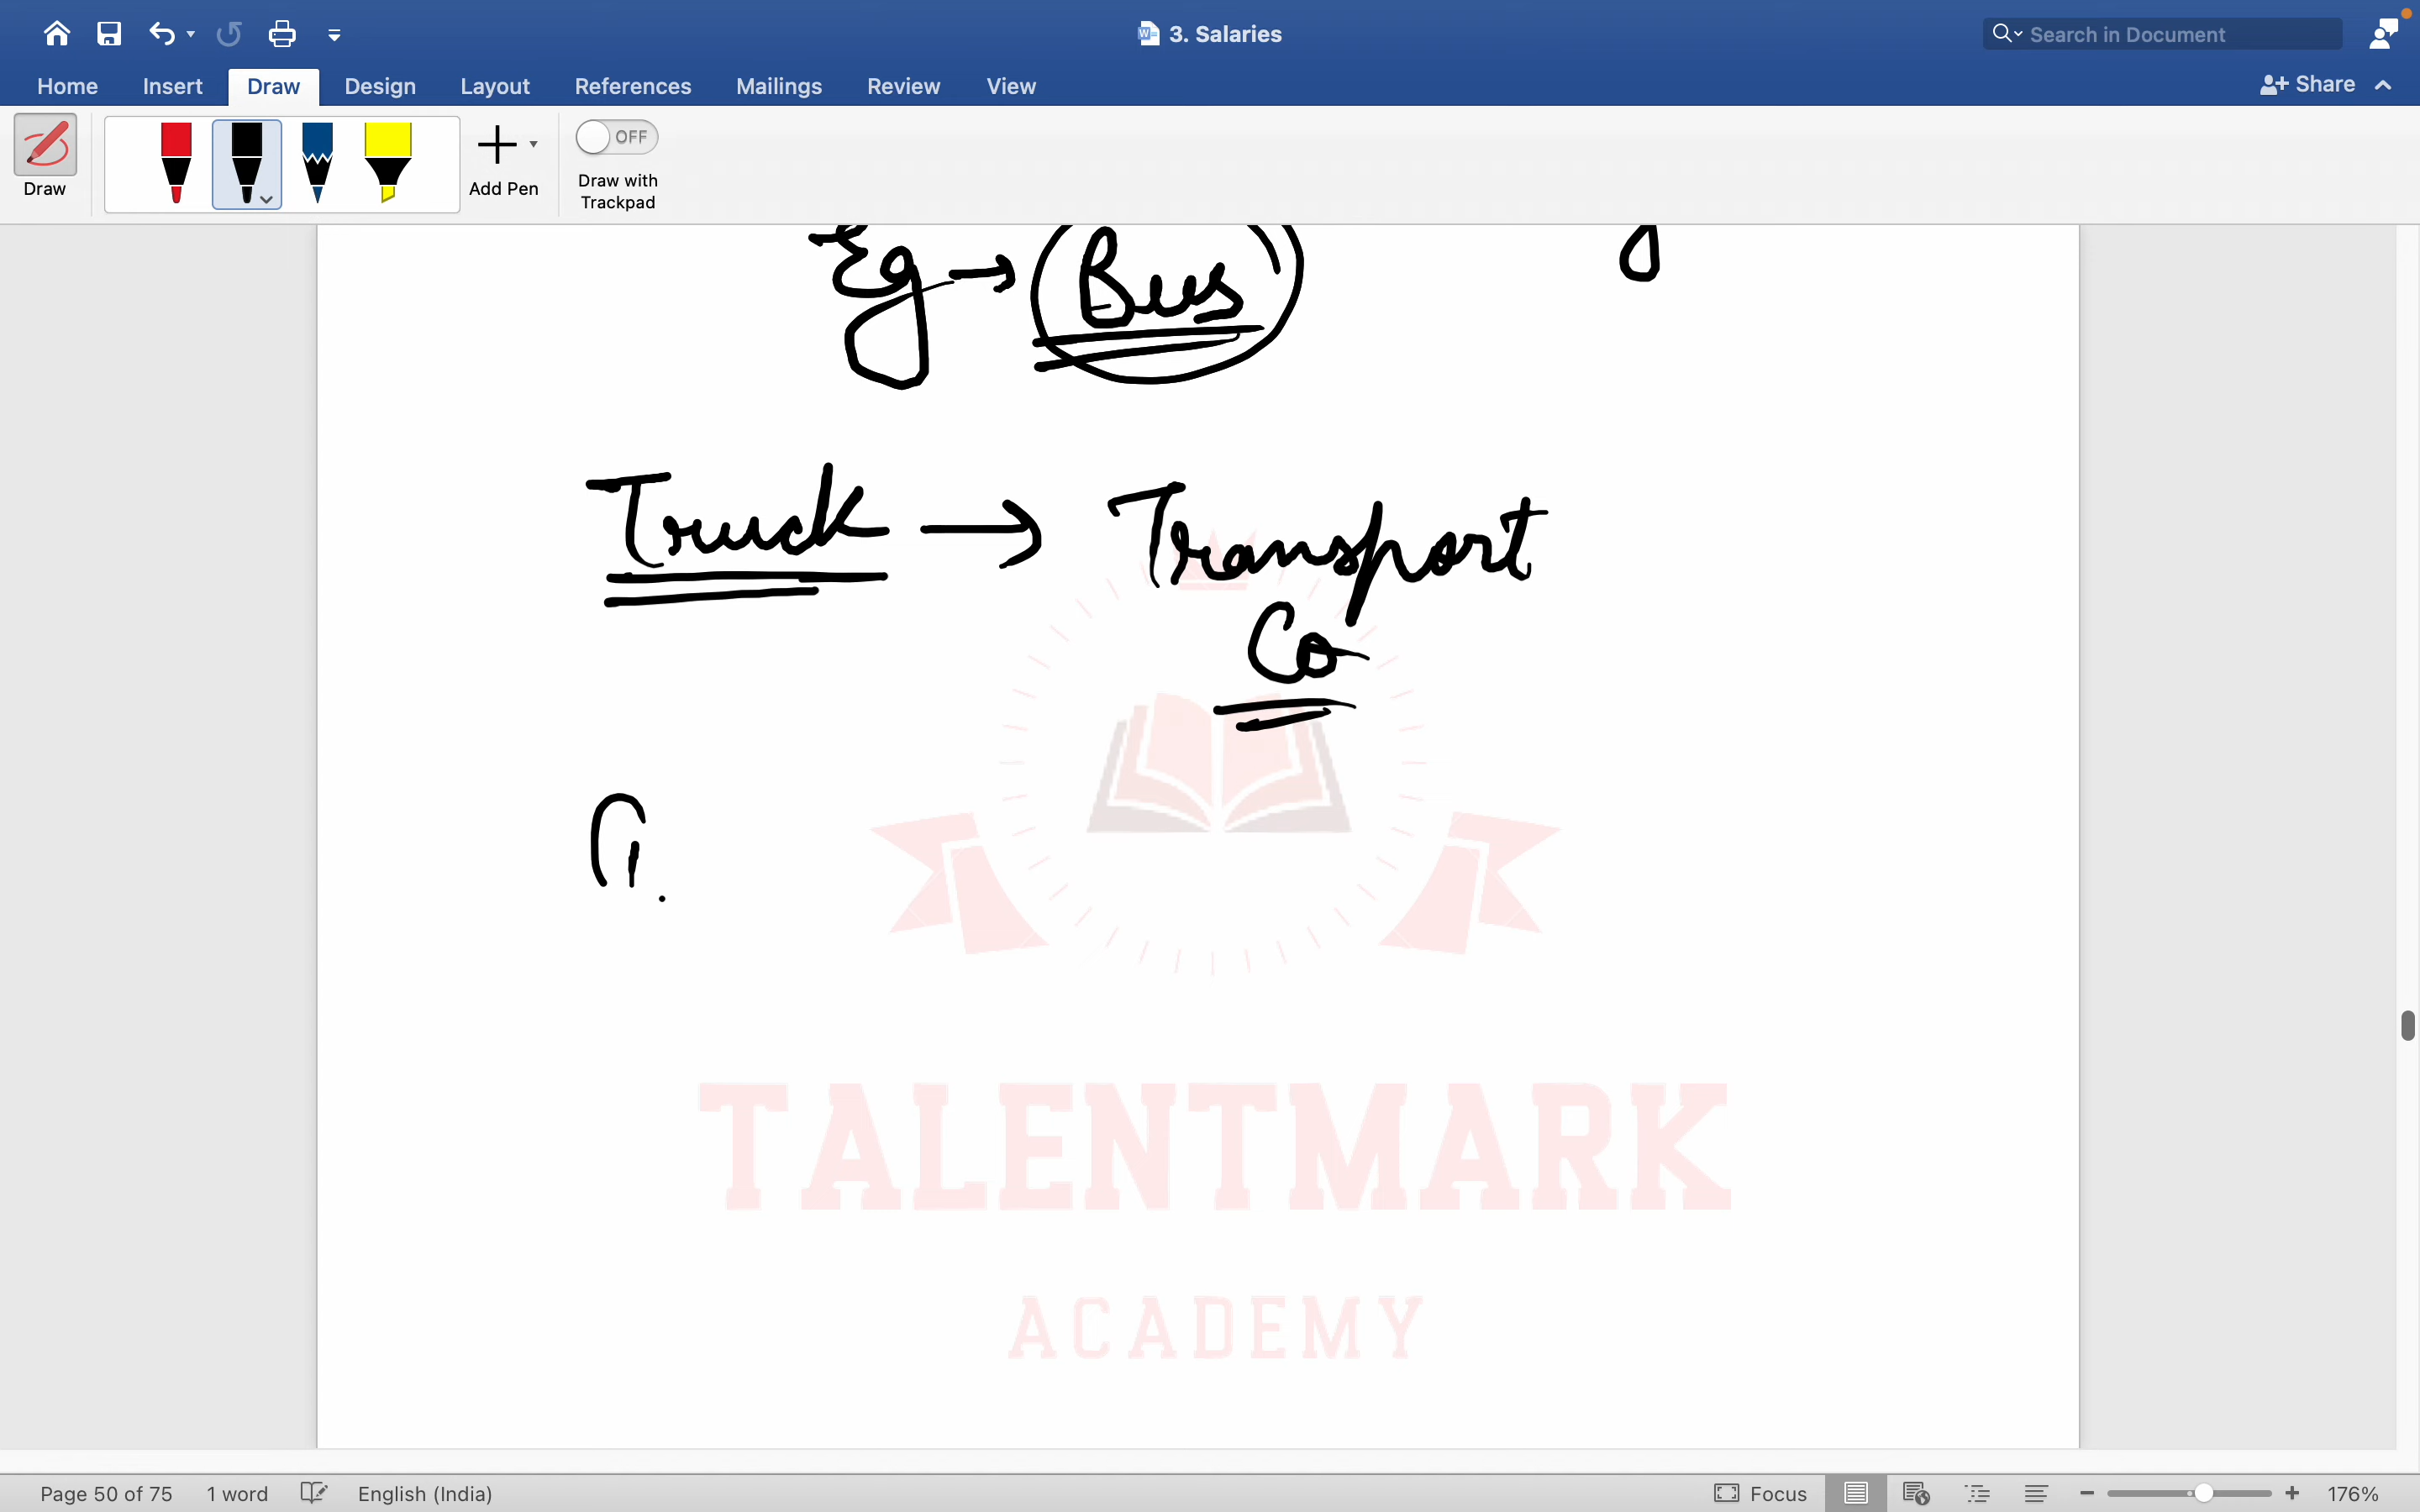 3. Salaries
Search in Document
Home Insert Draw Design Layout References Mailings Review View
Share
Draw
Add Pen
OFF
Draw with
Trackpad
Eg → Bus
Truck → Transport
Co
TALENTMARK
ACADEMY
Page 50 of 75 1 word English (India) Focus 176%